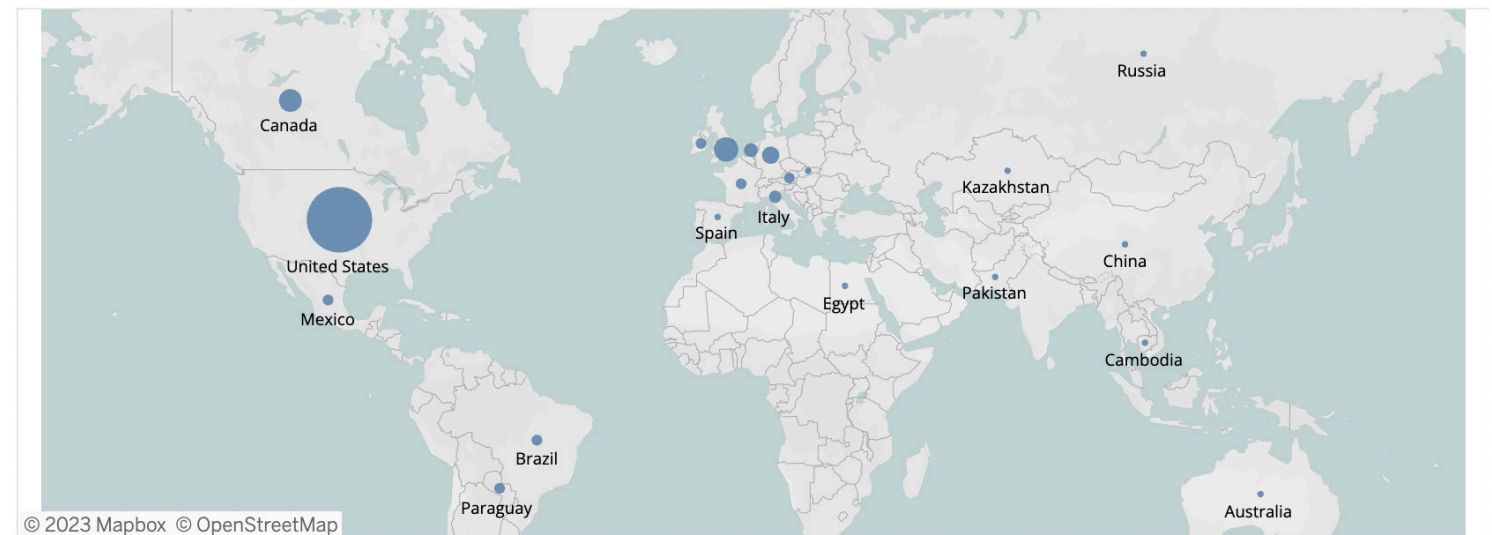 Russia
Canada
Kazakhstan
Italy
Spain
China
United States
Pakistan
Egypt
Mexico
Cambodia
Brazil
Paraguay
Australia
© 2023 Mapbox © OpenStreetMap